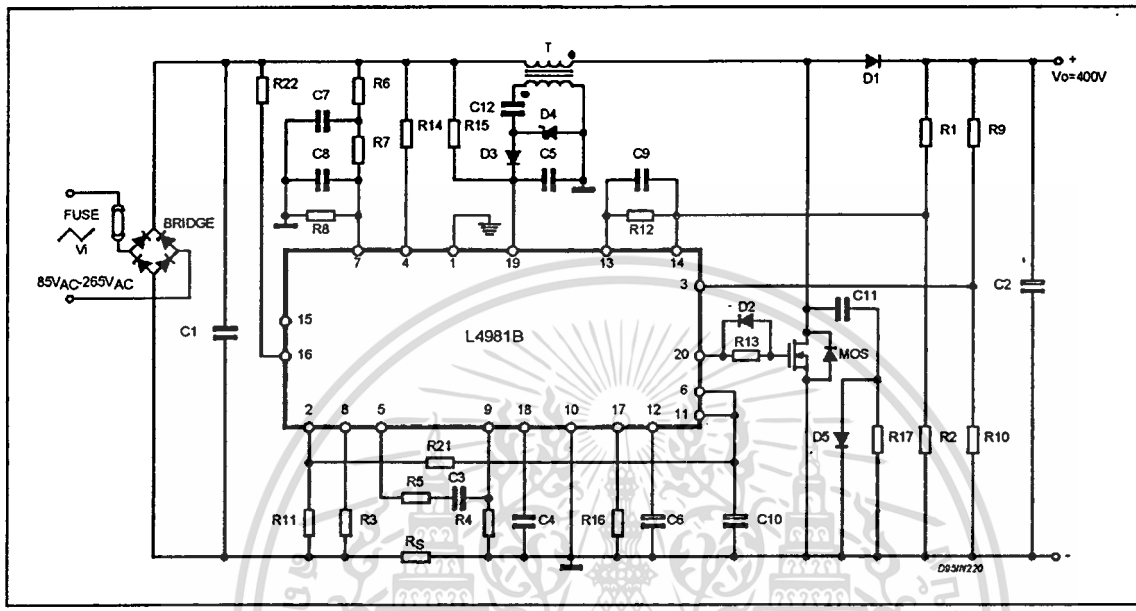 T
D1
+
Vo=400V
R22
C7
R6
C12
D4
R1
R9
R14
R15
C8
R7
D3
C5
C9
FUSE
BRIDGE
Vi
R8
R12
85VAC-265VAC
7
4
1
19
13
14
3
C2
C1
C11
D2
15
L4981B
R13
MOS
16
20
6
2
8
5
9
18
10
17
12
11
R21
D5
R17
R2
R10
R5
C3
R11
R3
R4
C4
R16
C6
C10
RS
-
D95IN220